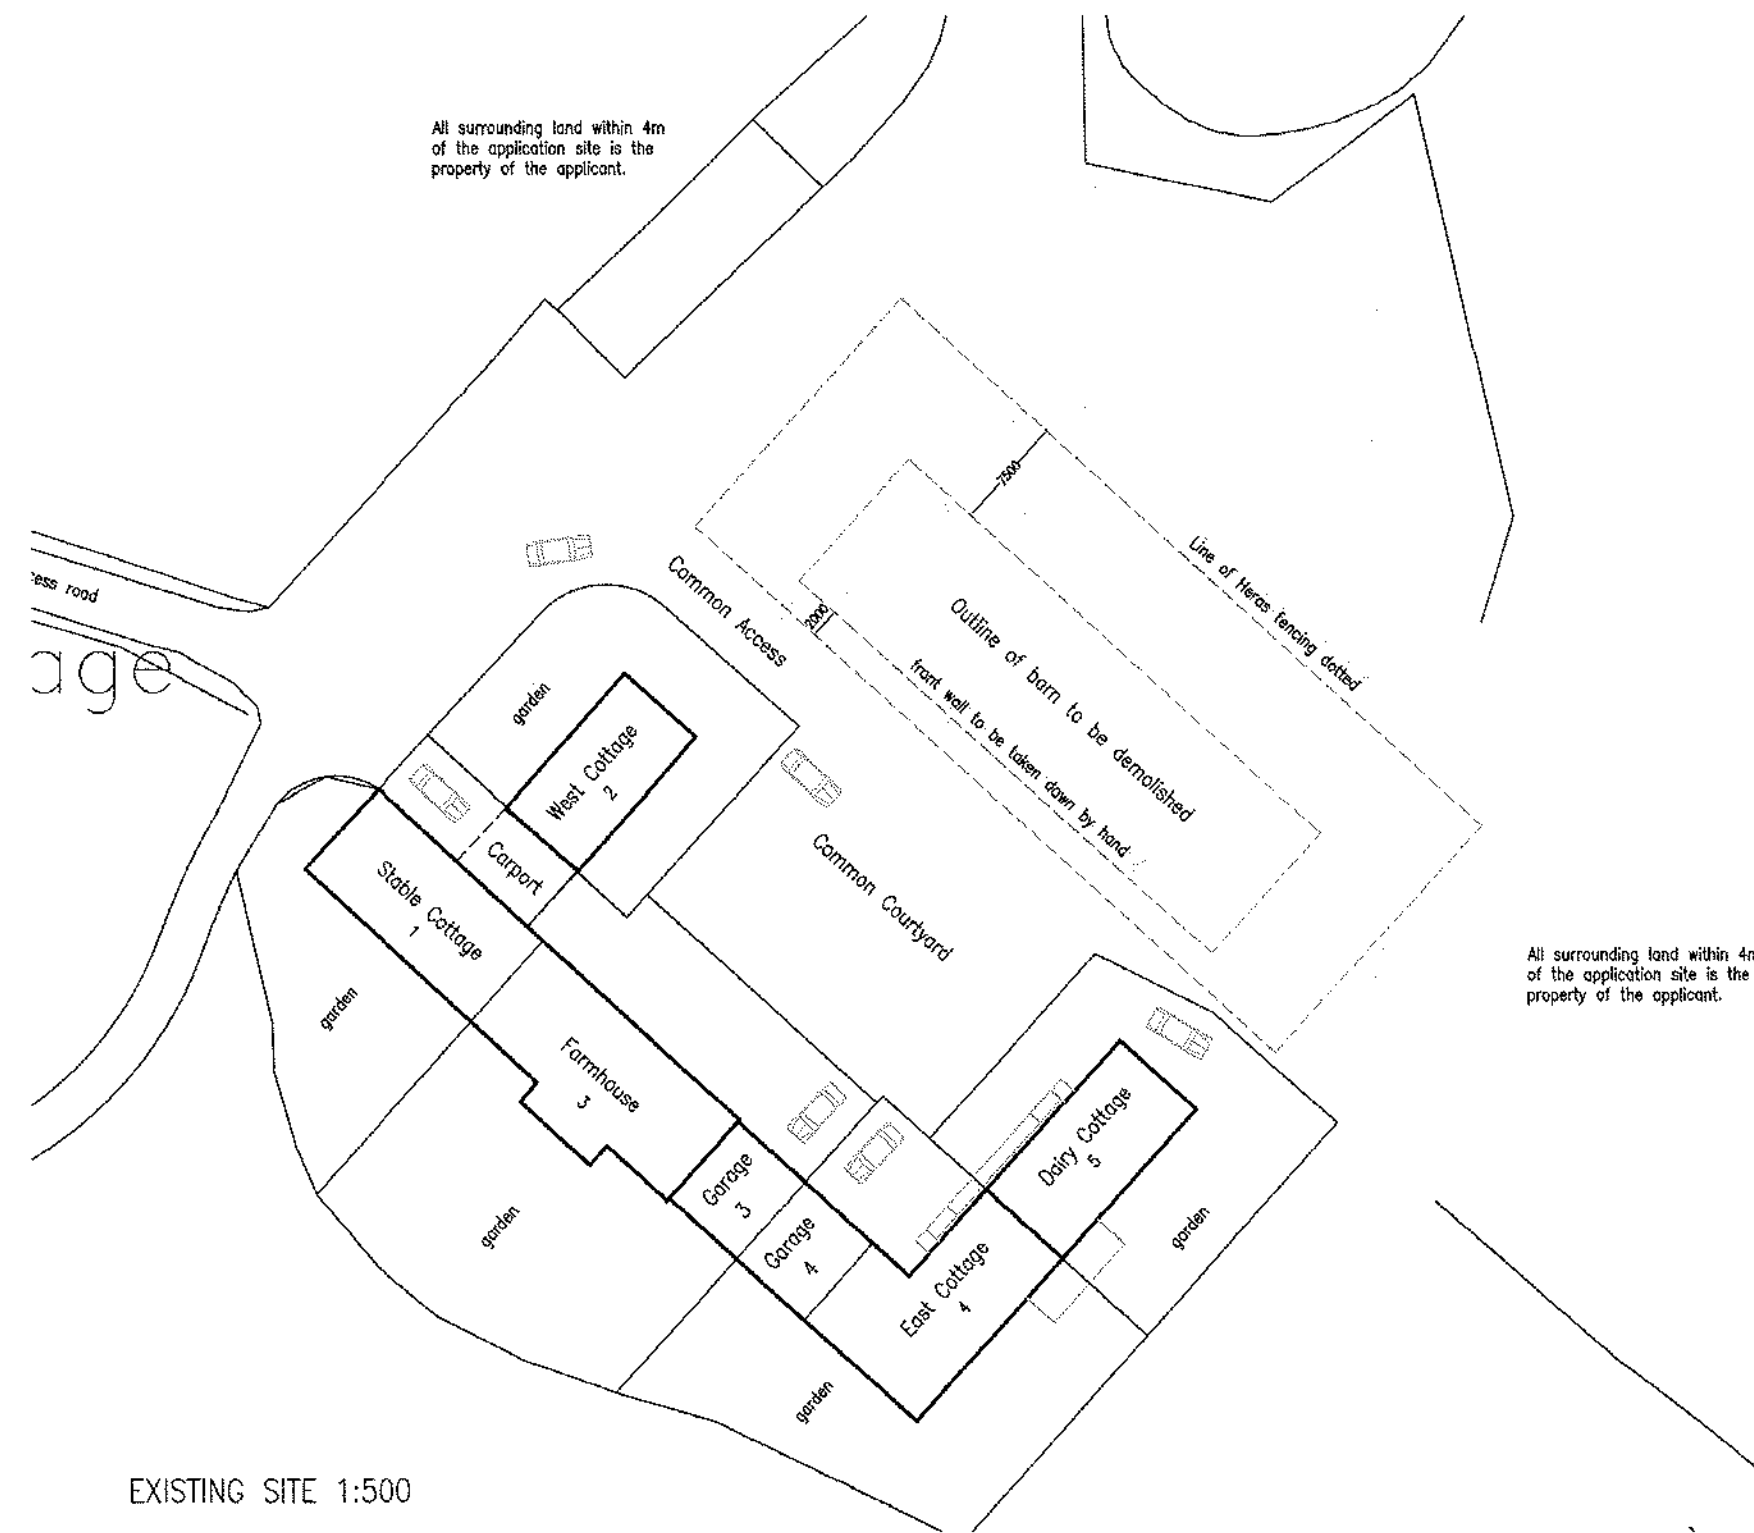 All surrounding land within 4m
of the application site is the
property of the applicant.
7500
Line of Heras fencing dotted
Common Access
2000
Outline of barn to be demolished
front wall to be taken down by hand
ess road
age
garden
West Cottage
2
Carport
Stable Cottage
1
Common Courtyard
All surrounding land within 4m
of the application site is the
property of the applicant.
garden
Farmhouse
3
Dairy Cottage
5
Garage
3
garden
garden
Garage
4
East Cottage
4
garden
EXISTING SITE 1:500